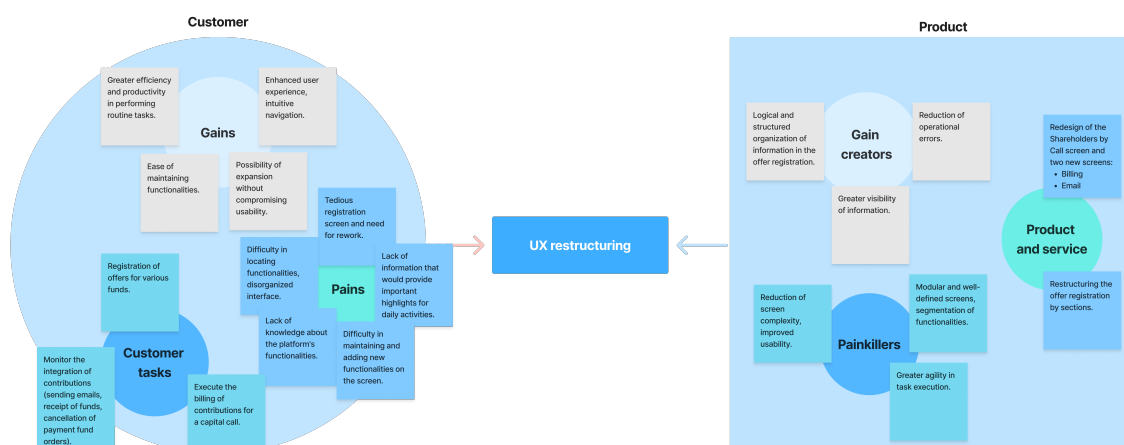 Customer
Greater efficiency
and productivity
in performing
routine tasks.
Enhanced user
experience,
intuitive
navigation.
Gains
Ease of
maintaining
functionalities.
Possibility of
expansion
without
compromising
usability.
Tedious
registration
screen and need
for rework.
Difficulty in
locating
functionalities,
disorganized
interface.
Lack of
information that
would provide
important
highlights for
daily activities.
Pains
Lack of
knowledge about
the platform's
functionalities.
Difficulty in
maintaining and
adding new
functionalities on
the screen.
Registration of
offers for various
funds.
Customer
tasks
Monitor the
integration of
contributions
(sending emails,
receipt of funds,
cancellation of
payment fund
orders).
Execute the
billing of
contributions for
a capital call.
UX restructuring
Product
Logical and
structured
organization of
information in the
offer registration.
Gain
creators
Reduction of
operational
errors.
Greater visibility
of information.
Redesign of the
Shareholders by
Call screen and
two new screens:
• Billing
• Email
Product
and service
Restructuring the
offer registration
by sections.
Reduction of
screen
complexity,
improved
usability.
Painkillers
Modular and well-
defined screens,
segmentation of
functionalities.
Greater agility in
task execution.